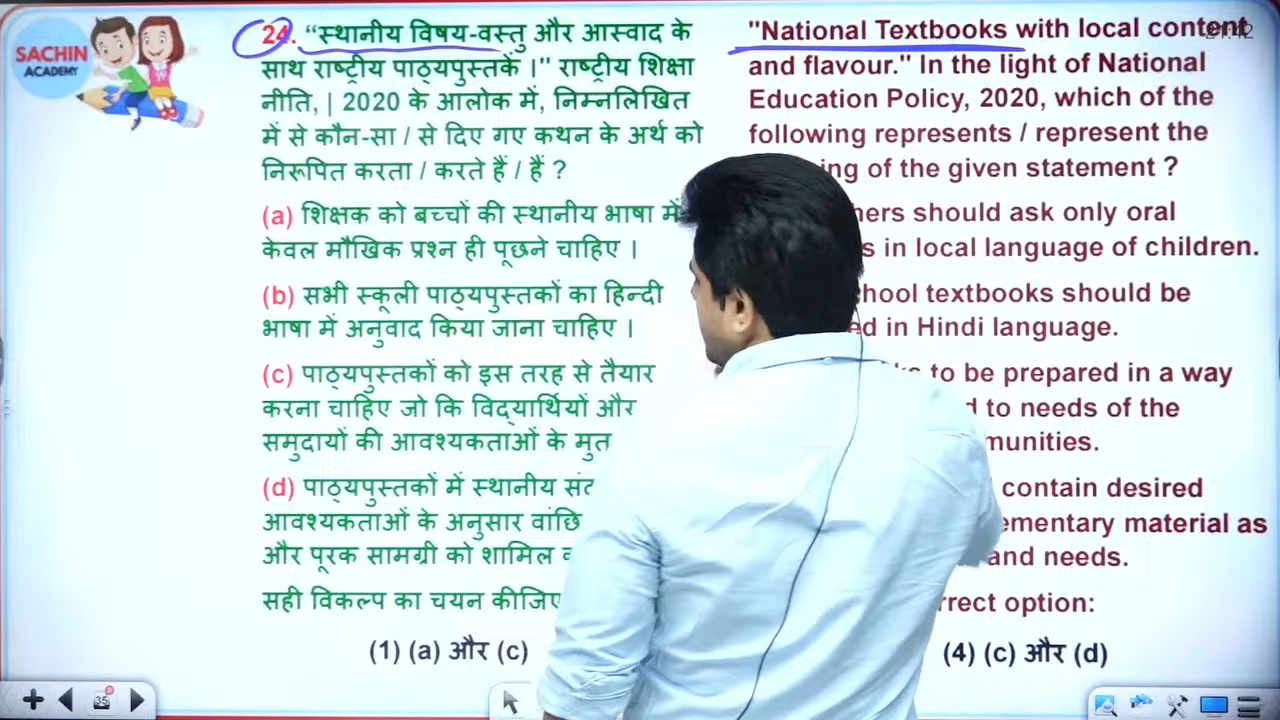 SACHIN
ACADEMY
24. “स्थानीय विषय-वस्तु और आस्वाद के
साथ राष्ट्रीय पाठ्यपुस्तकें ।" राष्ट्रीय शिक्षा
नीति, | 2020 के आलोक में, निम्नलिखित
में से कौन-सा / से दिए गए कथन के अर्थ को
निरूपित करता / करते हैं / हैं ?
(a) शिक्षक को बच्चों की स्थानीय भाषा में
केवल मौखिक प्रश्न ही पूछने चाहिए ।
(b) सभी स्कूली पाठ्यपुस्तकों का हिन्दी
भाषा में अनुवाद किया जाना चाहिए ।
(c) पाठ्यपुस्तकों को इस तरह से तैयार
करना चाहिए जो कि विद्यार्थियों और
समुदायों की आवश्यकताओं के
(d) पाठ्यपुस्तकों में स्थानीय
आवश्यकताओं के अनुसार
और पूरक सामग्री को शामिल
सही विकल्प का चयन कीजिए
(1) (a) और (c)
"National Textbooks with local content
and flavour." In the light of National
Education Policy, 2020, which of the
following represents / represent the
of the given statement ?
should ask only oral
in local language of children.
textbooks should be
in Hindi language.
to be prepared in a way
to needs of the
contain desired
material as
and needs.
option:
(4) (c) और (d)
35